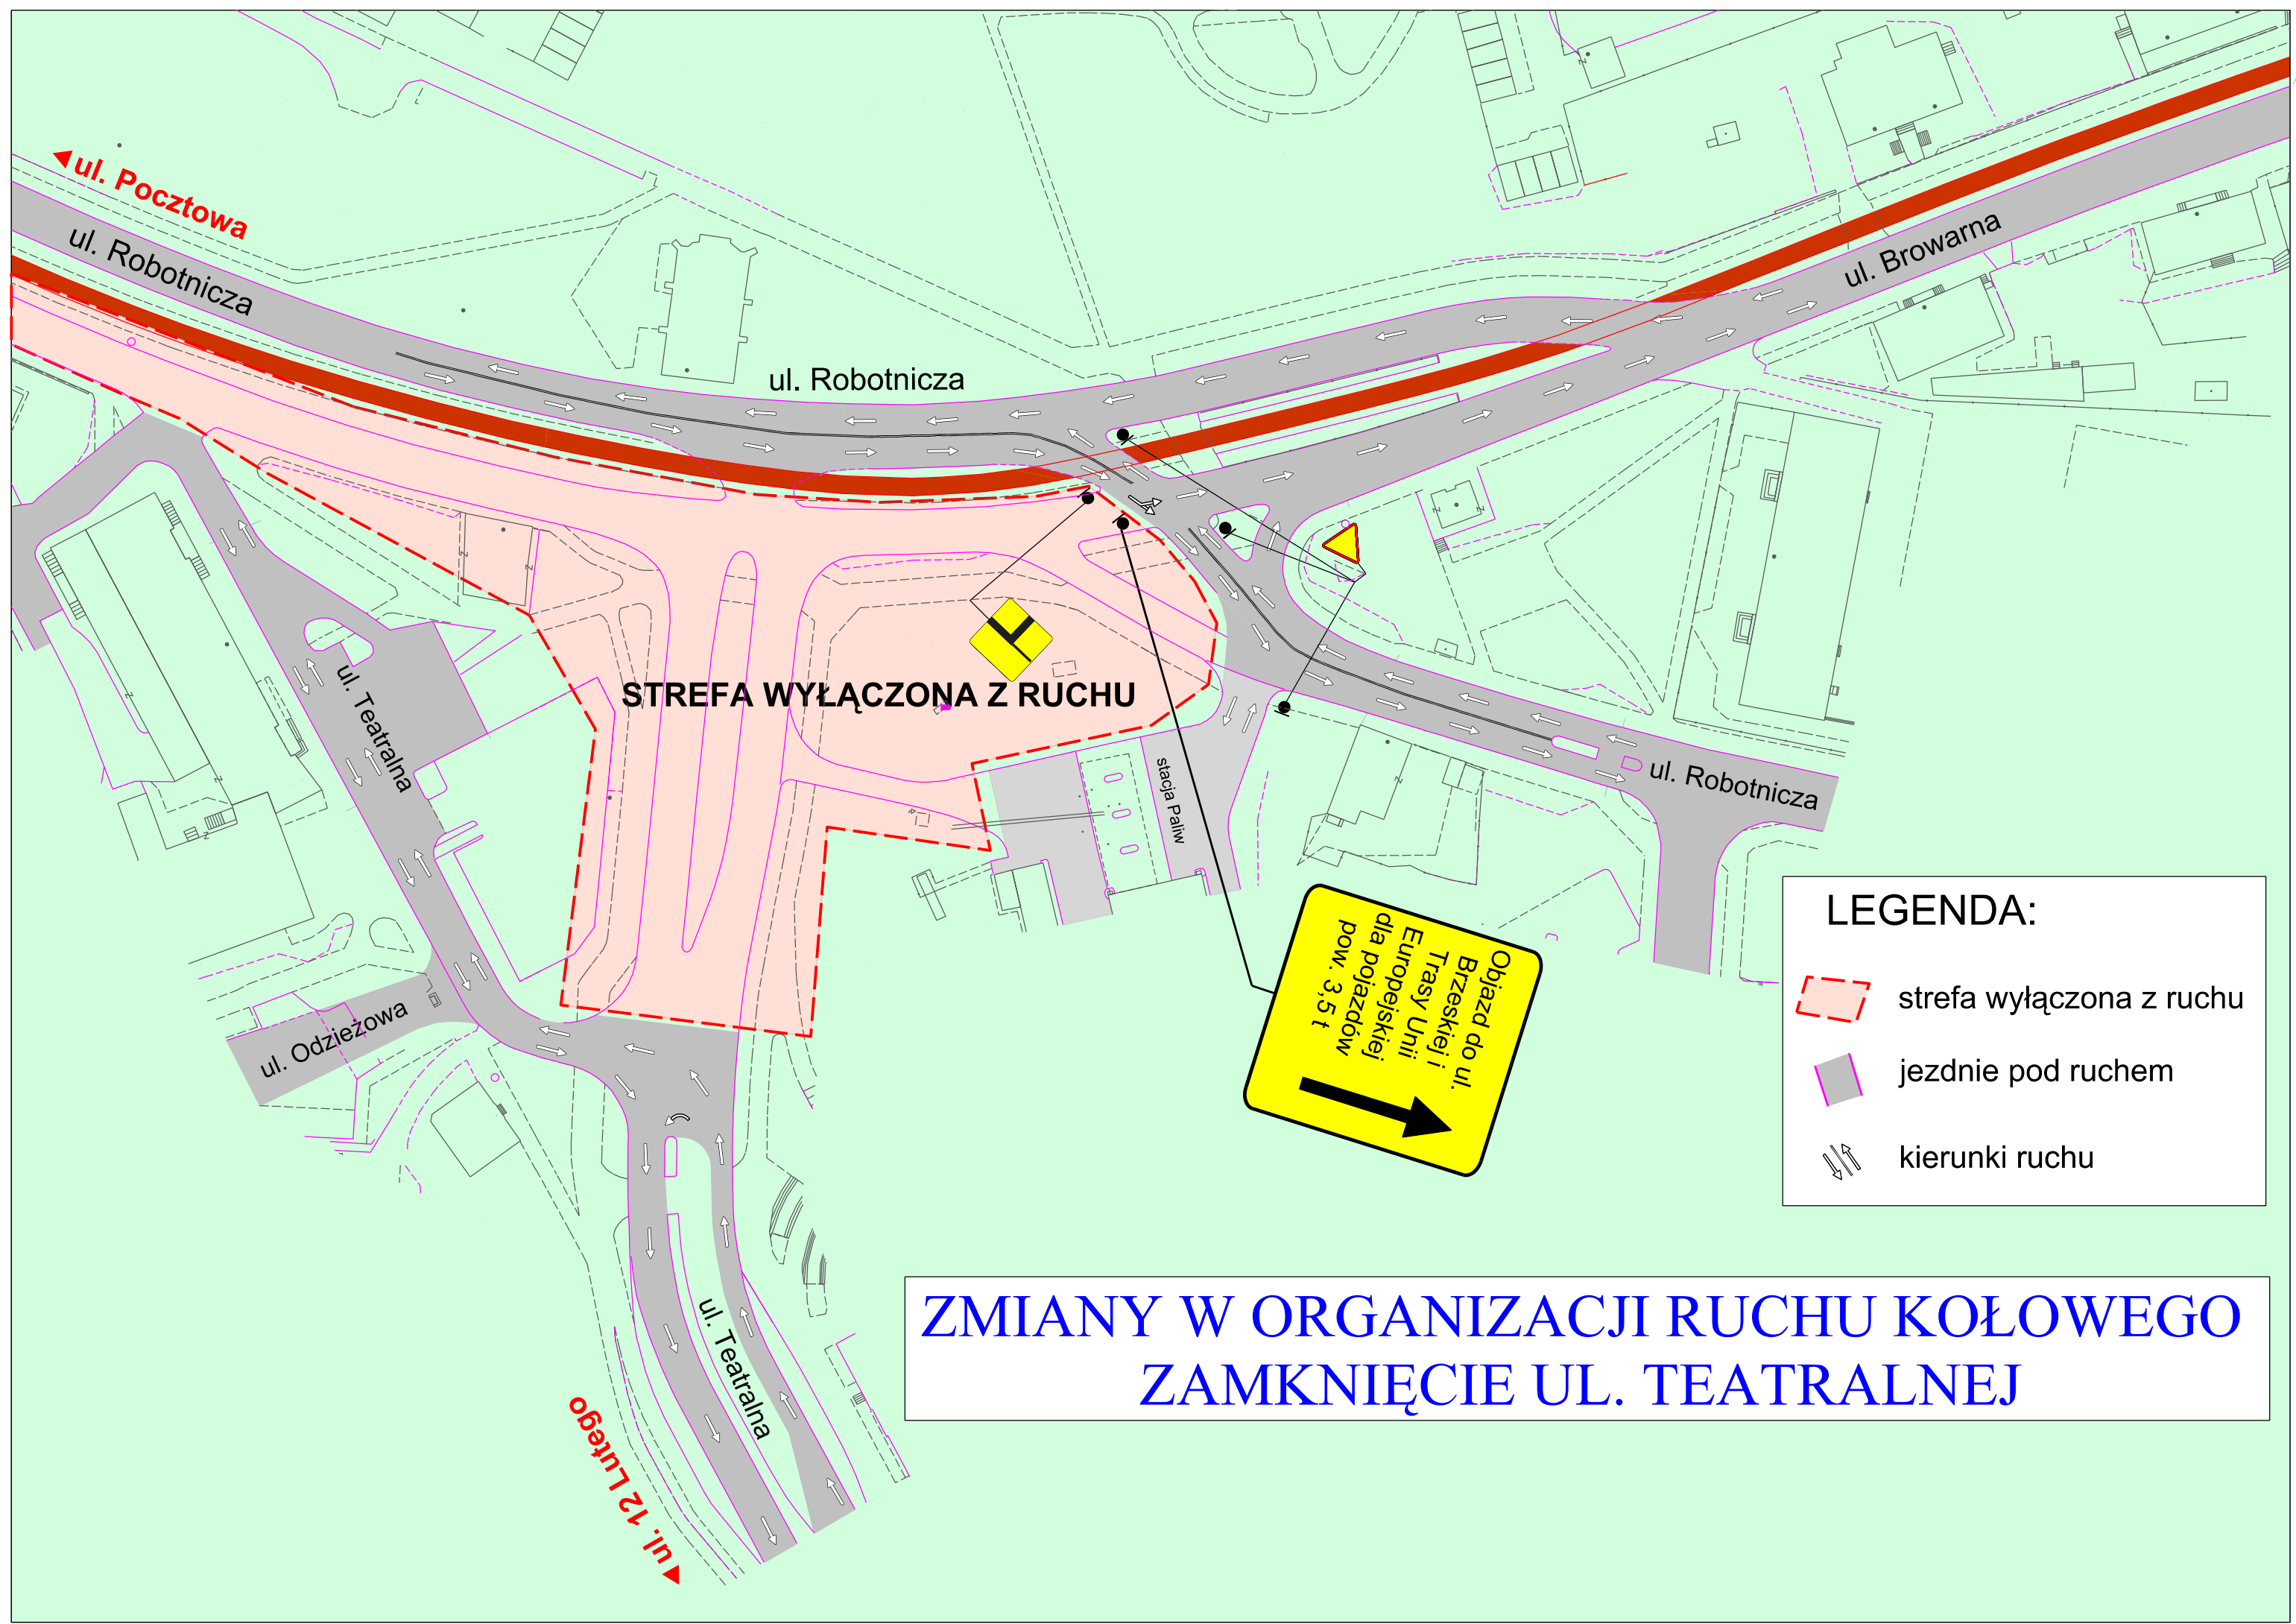 ul. Pocztowa
ul. Robotnicza
ul. Robotnicza
ul. Browarna
STREFA WYŁĄCZONA Z RUCHU
ul. Teatralna
stacja Paliw
ul. Robotnicza
ul. Odzieżowa
Objazd do ul.
Brzeskiej i
Trasy Unii
Europejskiej
dla pojazdów
pow. 3,5 t
LEGENDA:
strefa wyłączona z ruchu
jezdnie pod ruchem
kierunki ruchu
ul. Teatralna
ul. 12 Lutego
ZMIANY W ORGANIZACJI RUCHU KOŁOWEGO
ZAMKNIĘCIE UL. TEATRALNEJ